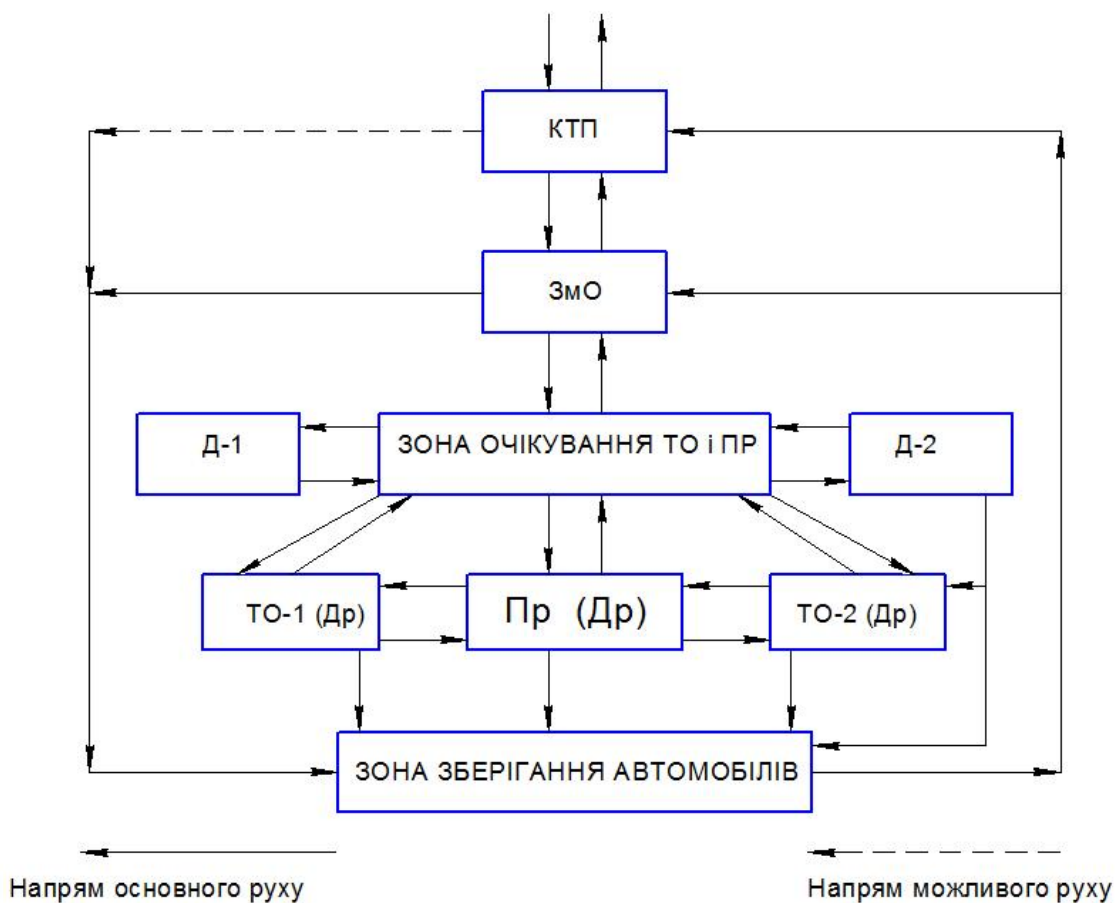 КТП
ЗмО
Д-1
ЗОНА ОЧІКУВАННЯ ТО і ПР
Д-2
ТО-1 (Др)
Пр (Др)
ТО-2 (Др)
ЗОНА ЗБЕРІГАННЯ АВТОМОБІЛІВ
Напрям основного руху
Напрям можливого руху